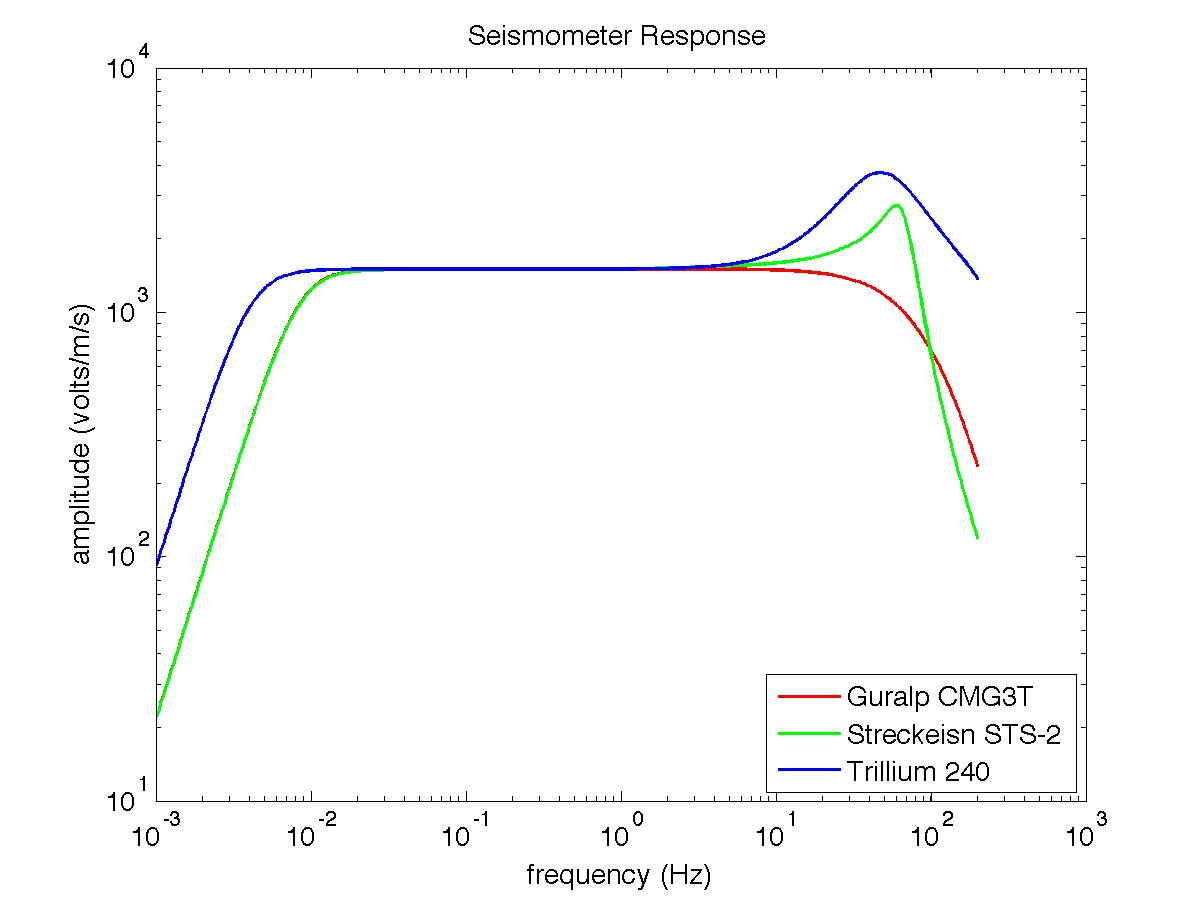 Seismometer Response
10^4
10^3
10^2
10^1
amplitude (volts/m/s)
10^-3 10^-2 10^-1 10^0 10^1 10^2 10^3
frequency (Hz)
Guralp CMG3T
Streckeisn STS-2
Trillium 240